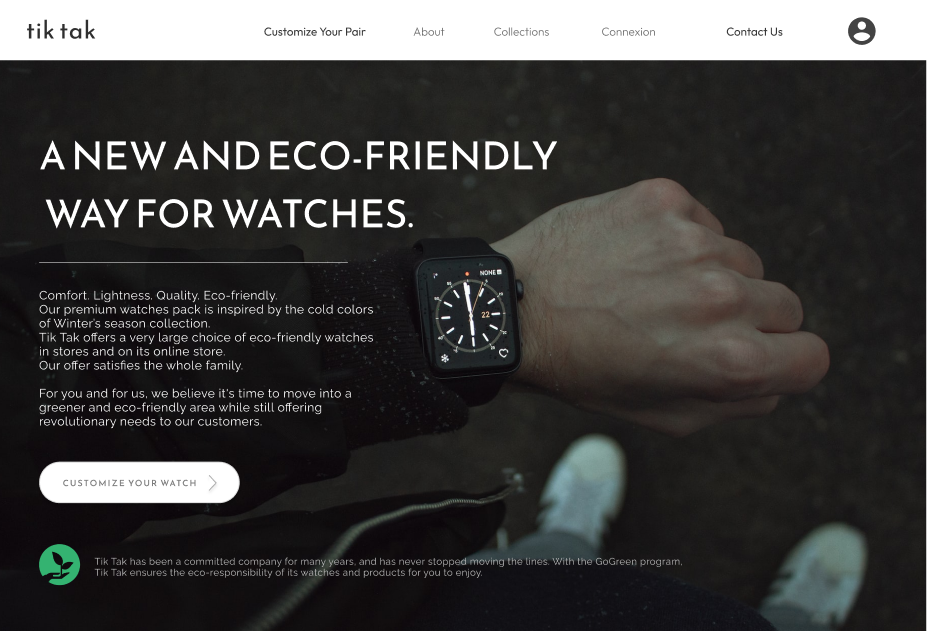 tik tak
Customize Your Pair
About
Collections
Connexion
Contact Us
A NEW AND ECO-FRIENDLY
WAY FOR WATCHES.
NONE
22
Comfort. Lightness. Quality. Eco-friendly.
Our premium watches pack is inspired by the cold colors
of Winter's season collection.
Tik Tak offers a very large choice of eco-friendly watches
in stores and on its online store.
Our offer satisfies the whole family.
For you and for us, we believe it's time to move into a
greener and eco-friendly area while still offering
revolutionary needs to our customers.
CUSTOMIZE YOUR WATCH
Tik Tak has been a committed company for many years, and has never stopped moving the lines. With the GoGreen program,
Tik Tak ensures the eco-responsibility of its watches and products for you to enjoy.